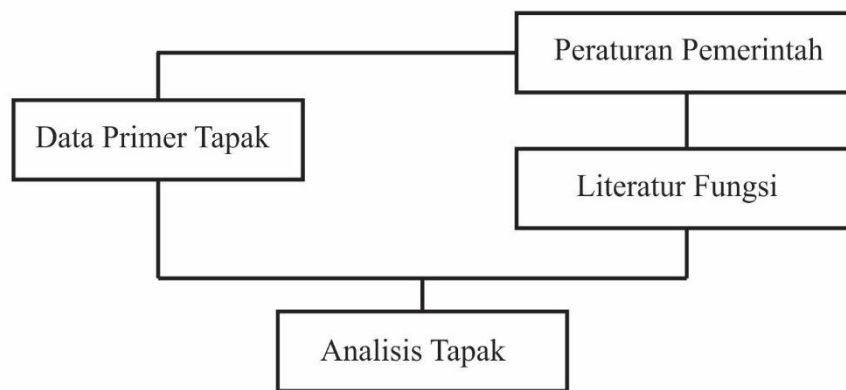 Peraturan Pemerintah
Data Primer Tapak
Literatur Fungsi
Analisis Tapak